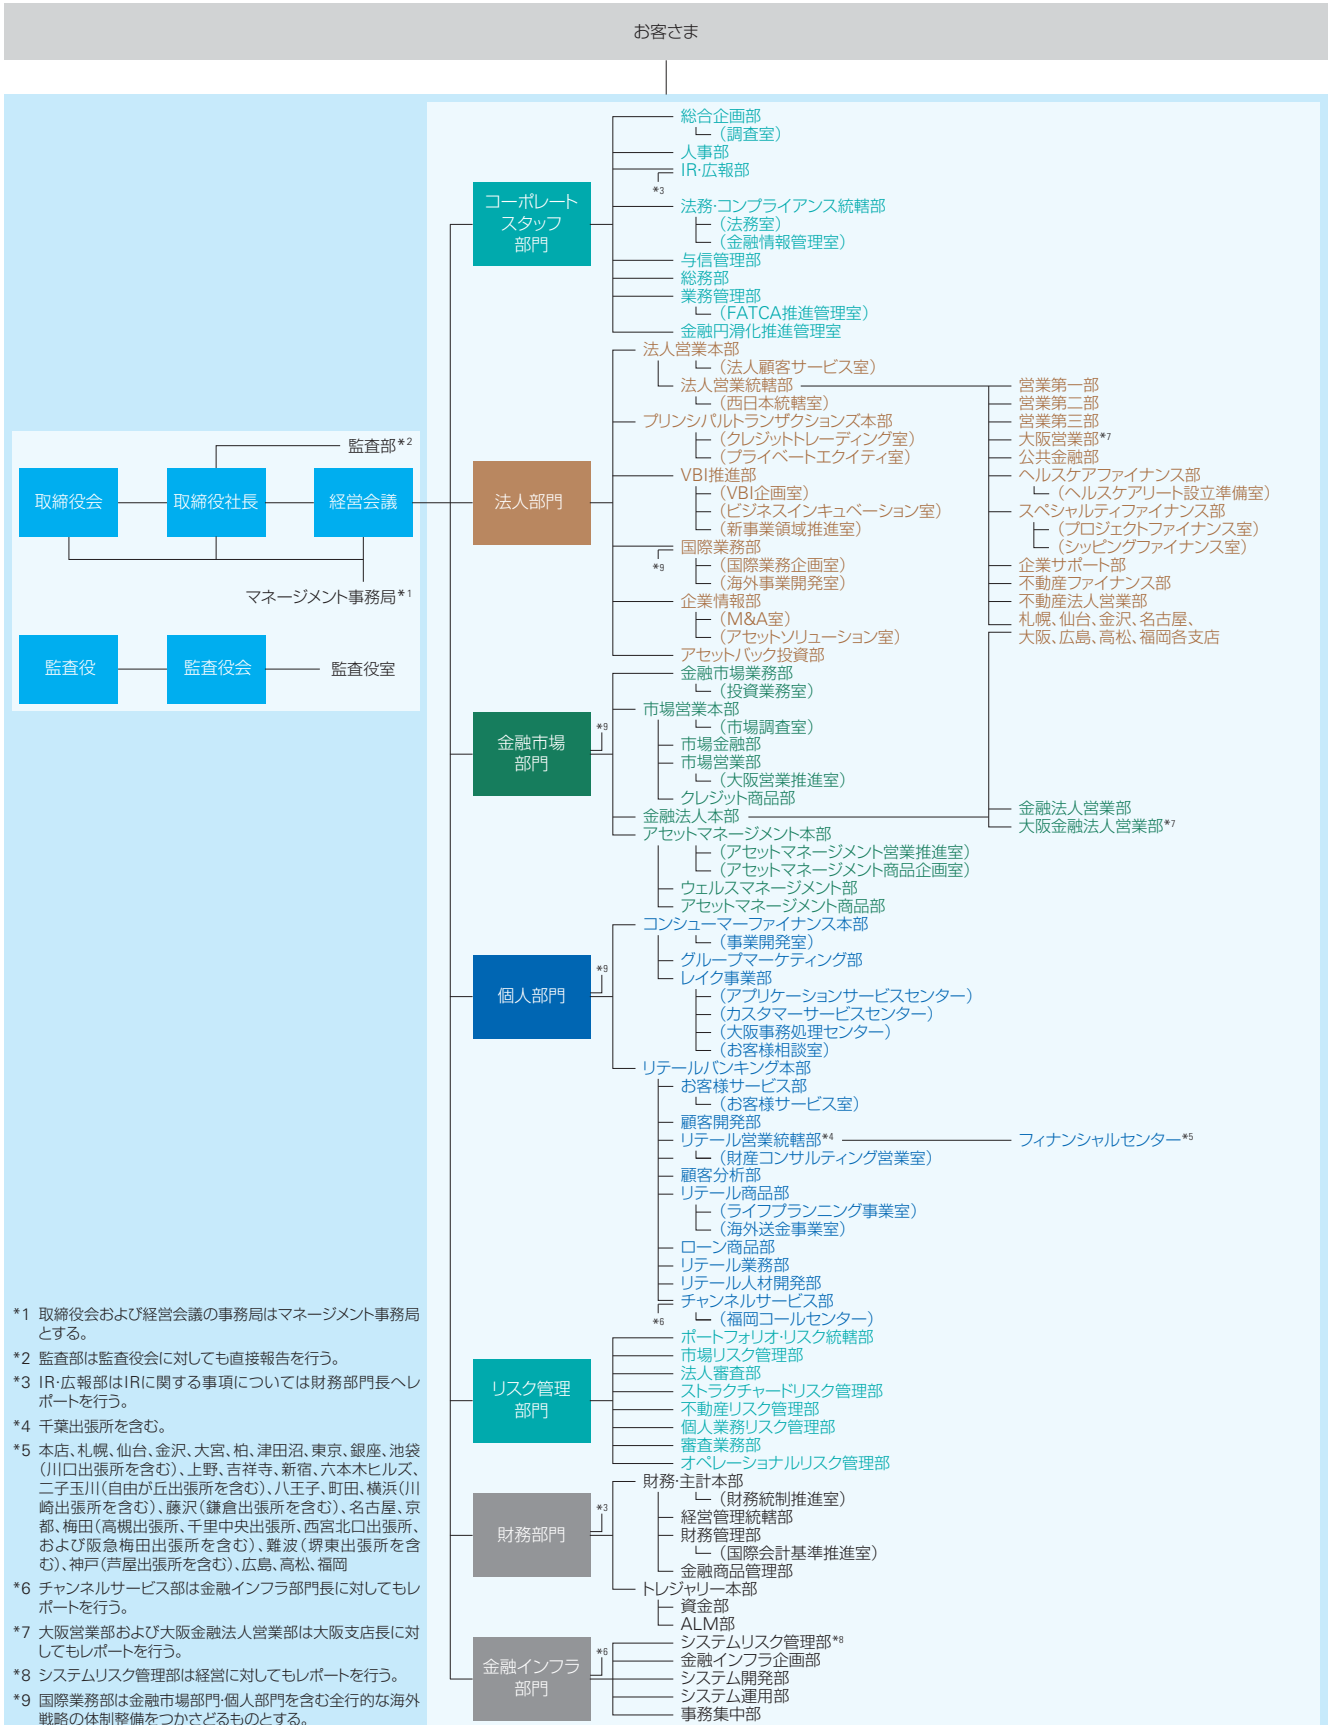 お客さま
監査部*2
取締役会
取締役社長
経営会議
マネージメント事務局*1
監査役
監査役会
監査役室
コーポレート
スタッフ
部門
総合企画部
（調査室）
人事部
IR・広報部
*3
法務・コンプライアンス統轄部
（法務室）
（金融情報管理室）
与信管理部
総務部
業務管理部
（FATCA推進管理室）
金融円滑化推進管理室
法人部門
法人営業本部
（法人顧客サービス室）
法人営業統轄部
（西日本統轄室）
プリンシパルトランザクションズ本部
（クレジットトレーディング室）
（プライベートエクイティ室）
VBI推進部
（VBI企画室）
（ビジネスインキュベーション室）
（新事業領域推進室）
国際業務部
*9
（国際業務企画室）
（海外事業開発室）
企業情報部
（M&A室）
（アセットソリューション室）
アセットバック投資部
営業第一部
営業第二部
営業第三部
大阪営業部*7
公共金融部
ヘルスケアファイナンス部
（ヘルスケアリート設立準備室）
スペシャルティファイナンス部
（プロジェクトファイナンス室）
（シッピングファイナンス室）
企業サポート部
不動産ファイナンス部
不動産法人営業部
札幌、仙台、金沢、名古屋、
大阪、広島、高松、福岡各支店
金融市場
部門
*9
金融市場業務部
（投資業務室）
市場営業本部
（市場調査室）
市場金融部
市場営業部
（大阪営業推進室）
クレジット商品部
金融法人本部
金融法人営業部
大阪金融法人営業部*7
アセットマネージメント本部
（アセットマネージメント営業推進室）
（アセットマネージメント商品企画室）
ウェルスマネージメント部
アセットマネージメント商品部
個人部門
*9
コンシューマーファイナンス本部
（事業開発室）
グループマーケティング部
レイク事業部
（アプリケーションサービスセンター）
（カスタマーサービスセンター）
（大阪事務処理センター）
（お客様相談室）
リテールバンキング本部
お客様サービス部
（お客様サービス室）
顧客開発部
リテール営業統轄部*4
フィナンシャルセンター*5
（財産コンサルティング営業室）
顧客分析部
リテール商品部
（ライフプランニング事業室）
（海外送金事業室）
ローン商品部
リテール業務部
リテール人材開発部
チャンネルサービス部
*6
（福岡コールセンター）
リスク管理
部門
ポートフォリオ・リスク統轄部
市場リスク管理部
法人審査部
ストラクチャードリスク管理部
不動産リスク管理部
個人業務リスク管理部
審査業務部
オペレーショナルリスク管理部
財務部門
*3
財務・主計本部
（財務統制推進室）
経営管理統轄部
財務管理部
（国際会計基準推進室）
金融商品管理部
トレジャリー本部
資金部
ALM部
金融インフラ
部門
*6
システムリスク管理部*8
金融インフラ企画部
システム開発部
システム運用部
事務集中部
*1 取締役会および経営会議の事務局はマネージメント事務局
とする。
*2 監査部は監査役会に対しても直接報告を行う。
*3 IR・広報部はIRに関する事項については財務部門長へレ
ポートを行う。
*4 千葉出張所を含む。
*5 本店、札幌、仙台、金沢、大宮、柏、津田沼、東京、銀座、池袋
（川口出張所を含む）、上野、吉祥寺、新宿、六本木ヒルズ、
二子玉川（自由が丘出張所を含む）、八王子、町田、横浜（川
崎出張所を含む）、藤沢（鎌倉出張所を含む）、名古屋、京
都、梅田（高槻出張所、千里中央出張所、西宮北口出張所、
および阪急梅田出張所を含む）、難波（堺東出張所を含
む）、神戸（芦屋出張所を含む）、広島、高松、福岡
*6 チャンネルサービス部は金融インフラ部門長に対してもレ
ポートを行う。
*7 大阪営業部および大阪金融法人営業部は大阪支店長に対
してもレポートを行う。
*8 システムリスク管理部は経営に対してもレポートを行う。
*9 国際業務部は金融市場部門・個人部門を含む全行的な海外
戦略の体制整備をつかさどるものとする。